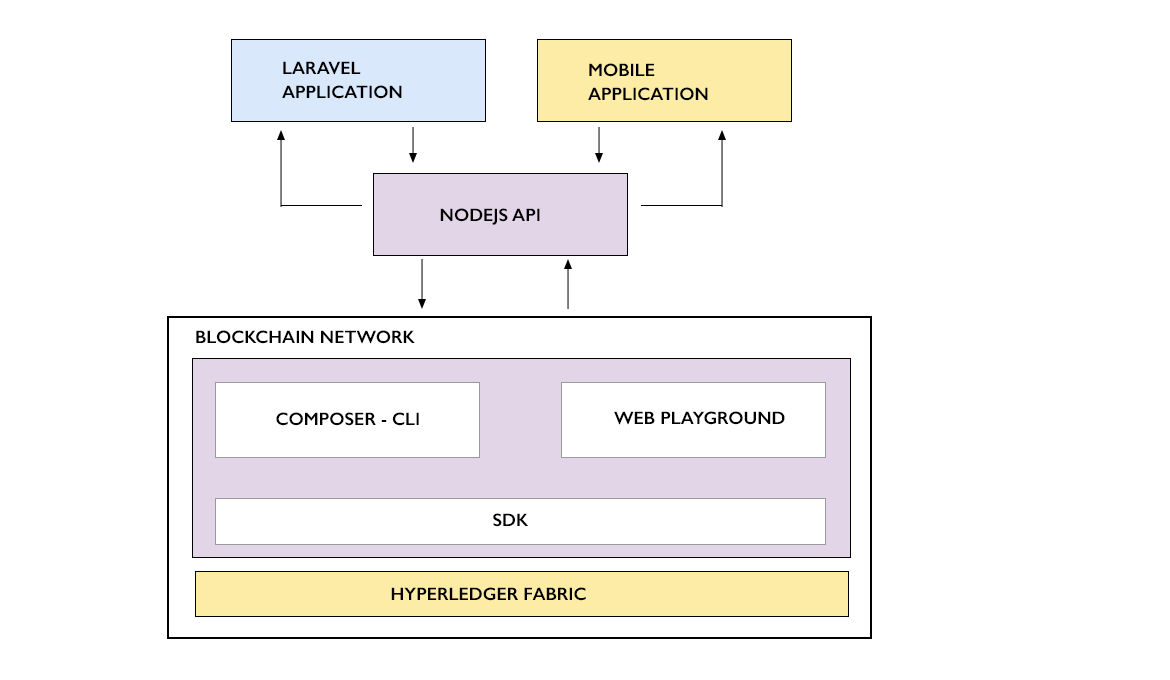 LARAVEL
APPLICATION
MOBILE
APPLICATION
NODEJS API
BLOCKCHAIN NETWORK
COMPOSER - CLI
WEB PLAYGROUND
SDK
HYPERLEDGER FABRIC